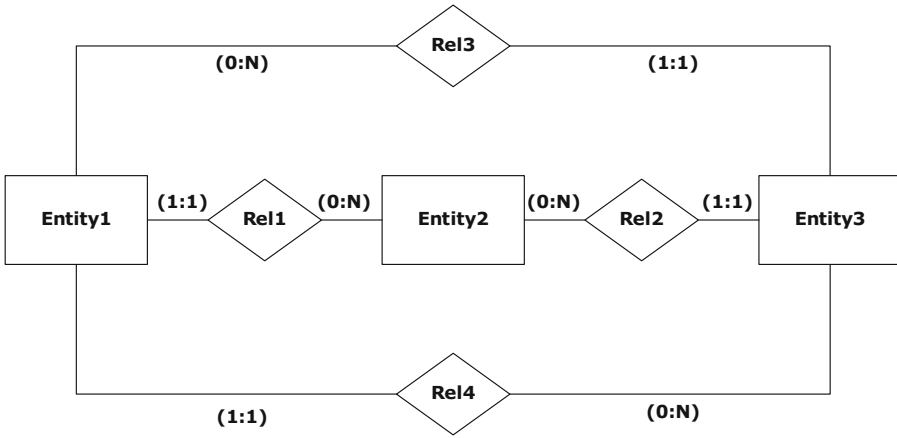 Rel3
(0:N)
(1:1)
Entity1
(1:1)
Rel1
(0:N)
Entity2
(0:N)
Rel2
(1:1)
Entity3
Rel4
(1:1)
(0:N)